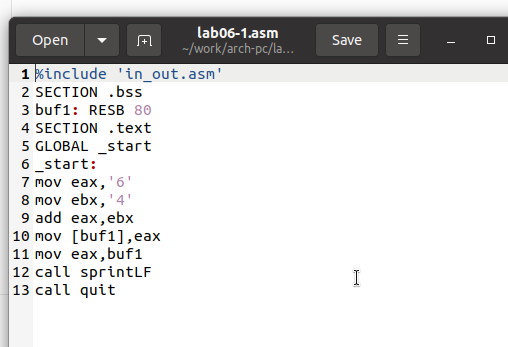 Open lab06-1.asm Save
~/work/arch-pc/la...
1 %include 'in_out.asm'
2 SECTION .bss
3 buf1: RESB 80
4 SECTION .text
5 GLOBAL _start
6 _start:
7 mov eax,'6'
8 mov ebx,'4'
9 add eax,ebx
10 mov [buf1],eax
11 mov eax,buf1
12 call sprintLF
13 call quit